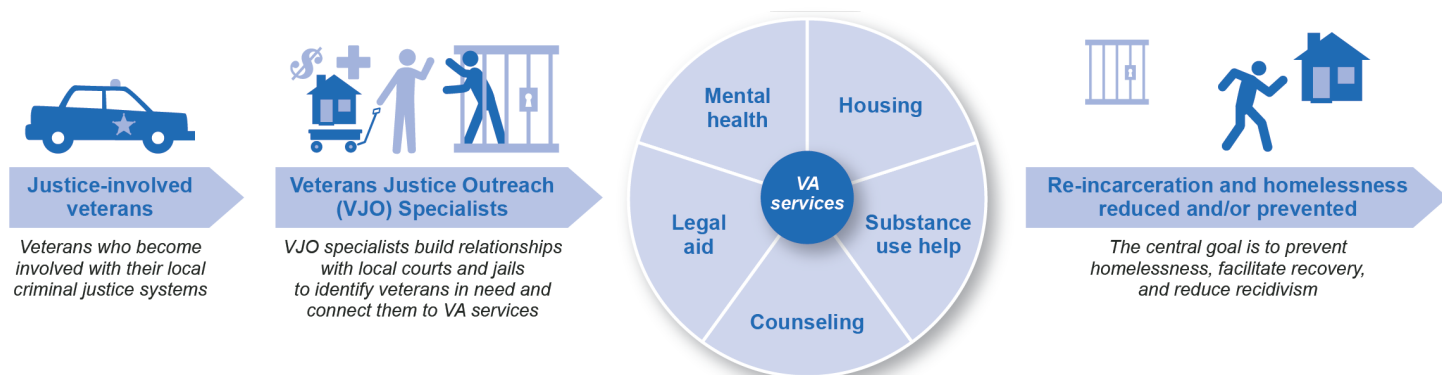 Justice-involved
veterans
Veterans who become
involved with their local
criminal justice systems
$
Veterans Justice Outreach
(VJO) Specialists
VJO specialists build relationships
with local courts and jails
to identify veterans in need and
connect them to VA services
Mental
health
Housing
VA
services
Legal
aid
Substance
use help
Counseling
Re-incarceration and homelessness
reduced and/or prevented
The central goal is to prevent
homelessness, facilitate recovery,
and reduce recidivism